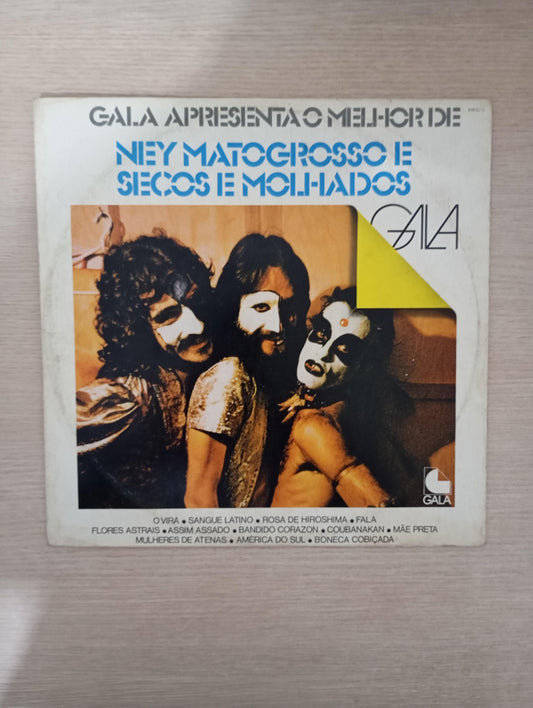 GALA APRESENTA O MELHOR DE
NEY MATOGROSSO E
SECOS E MOLHADOS
GALA
GALA
O VIRA • SANGUE LATINO • ROSA DE HIROSHIMA • FALA
FLORES ASTRAIS • ASSIM ASSADO • BANDIDO CORAZON • COUBANAKAN • MÃE PRETA
MULHERES DE ATENAS • AMÉRICA DO SUL • BONECA COBIÇADA